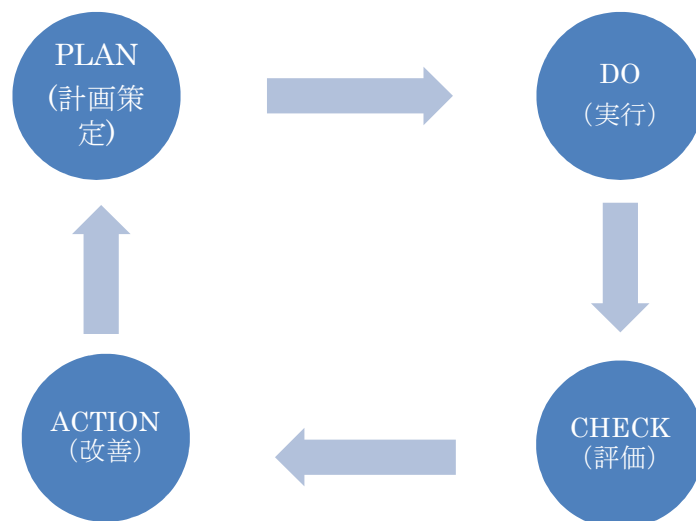 PLAN
(計画策
定)
DO
（実行）
CHECK
（評価）
ACTION
（改善）